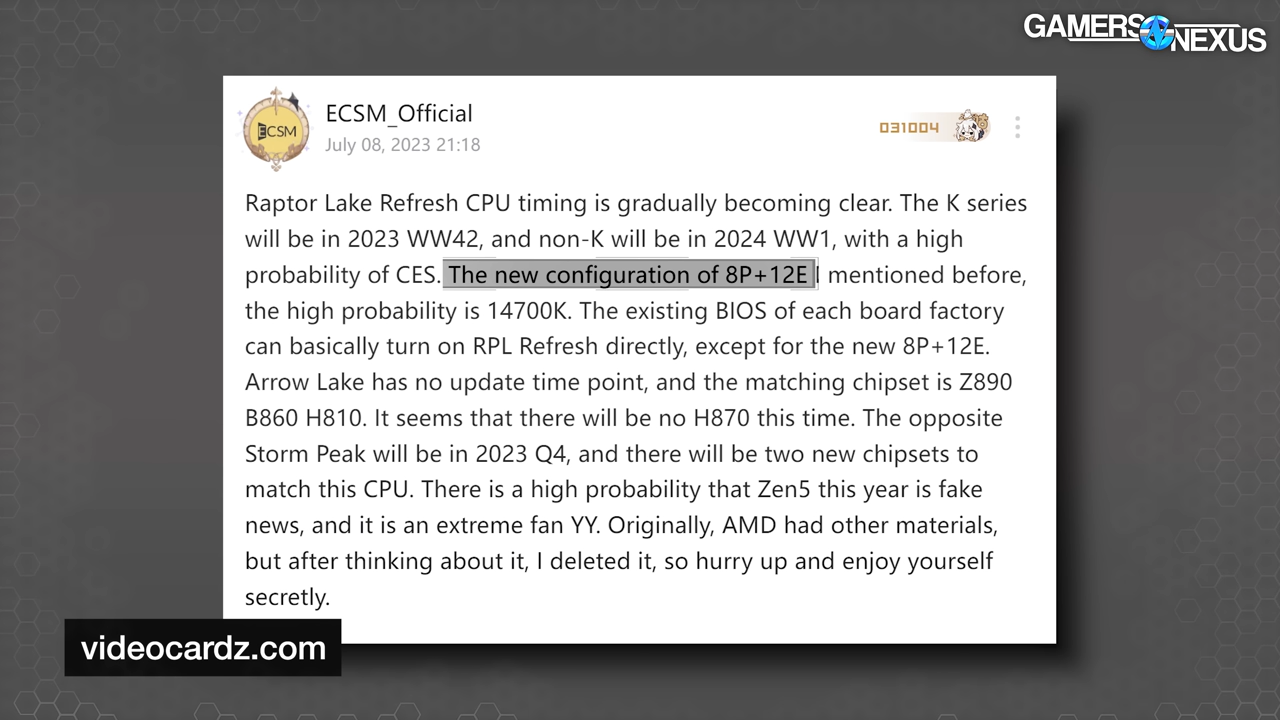 GAMERS NEXUS
ECSM
ECSM_Official
July 08, 2023 21:18
031004
Raptor Lake Refresh CPU timing is gradually becoming clear. The K series
will be in 2023 WW42, and non-K will be in 2024 WW1, with a high
probability of CES. The new configuration of 8P+12E I mentioned before,
the high probability is 14700K. The existing BIOS of each board factory
can basically turn on RPL Refresh directly, except for the new 8P+12E.
Arrow Lake has no update time point, and the matching chipset is Z890
B860 H810. It seems that there will be no H870 this time. The opposite
Storm Peak will be in 2023 Q4, and there will be two new chipsets to
match this CPU. There is a high probability that Zen5 this year is fake
news, and it is an extreme fan YY. Originally, AMD had other materials,
but after thinking about it, I deleted it, so hurry up and enjoy yourself
secretly.
videocardz.com